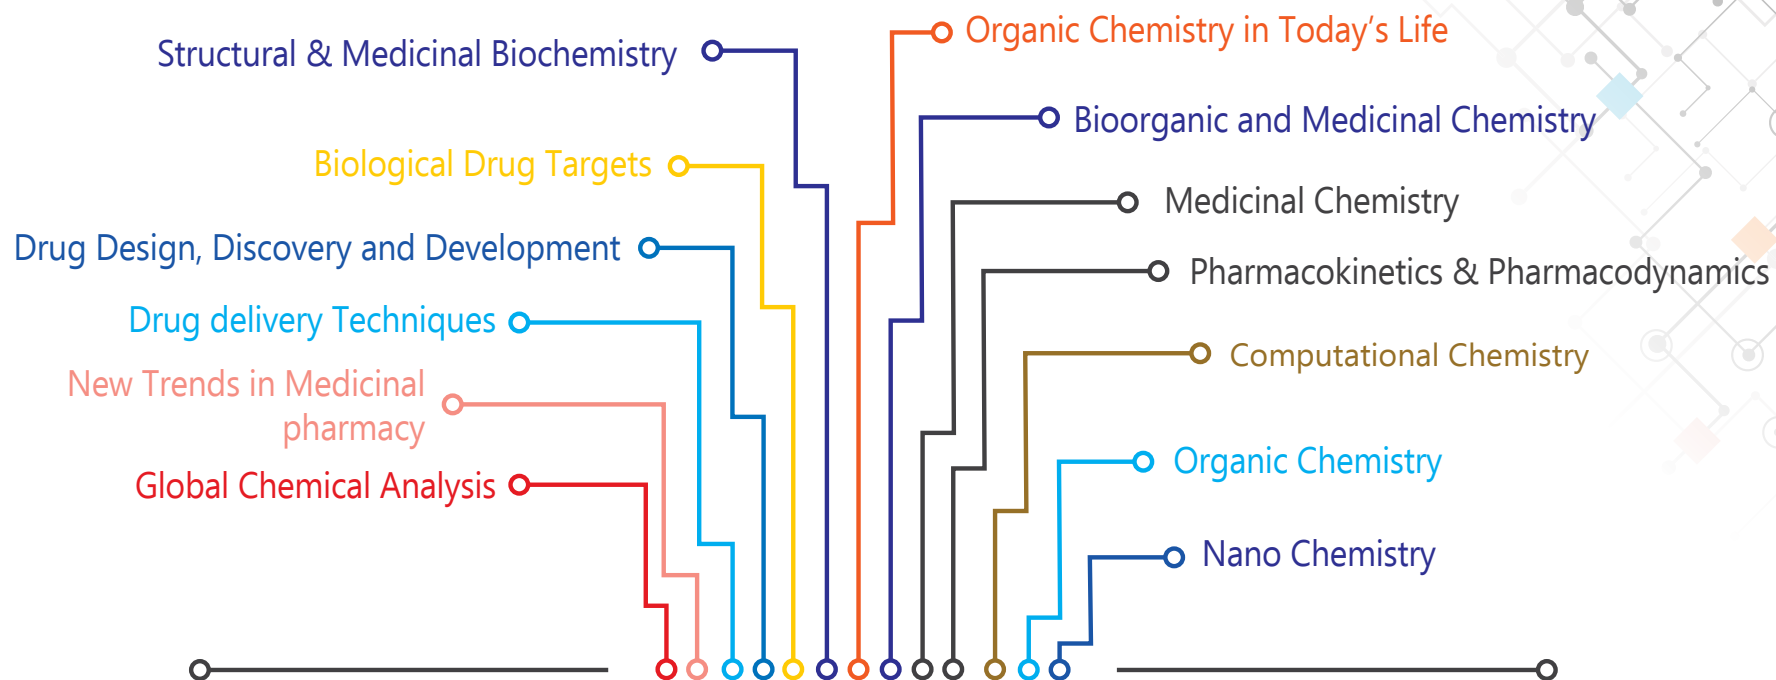 Structural & Medicinal Biochemistry
Biological Drug Targets
Drug Design, Discovery and Development
Drug delivery Techniques
New Trends in Medicinal
pharmacy
Global Chemical Analysis
Organic Chemistry in Today’s Life
Bioorganic and Medicinal Chemistry
Medicinal Chemistry
Pharmacokinetics & Pharmacodynamics
Computational Chemistry
Organic Chemistry
Nano Chemistry